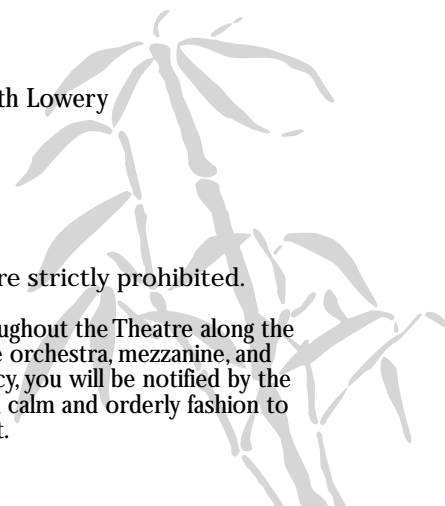 th Lowery
re strictly prohibited.
ughout the Theatre along the
e orchestra, mezzanine, and
cy, you will be notified by the
calm and orderly fashion to
t.